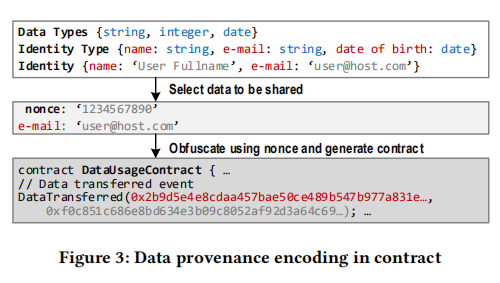 Data Types {string, integer, date}
Identity Type {name: string, e-mail: string, date of birth: date}
Identity {name: ‘User Fullname’, e-mail: ‘user@host.com’}
Select data to be shared
nonce: ‘1234567890’
e-mail: ‘user@host.com’
Obfuscate using nonce and generate contract
contract DataUsageContract { …
// Data transferred event
DataTransferred(0x2b9d5e4e8cdaa457bae50ce489b547b977a831e…,
0xf0c851c686e8bd634e3b09c8052af92d3a64c69…); …
Figure 3: Data provenance encoding in contract